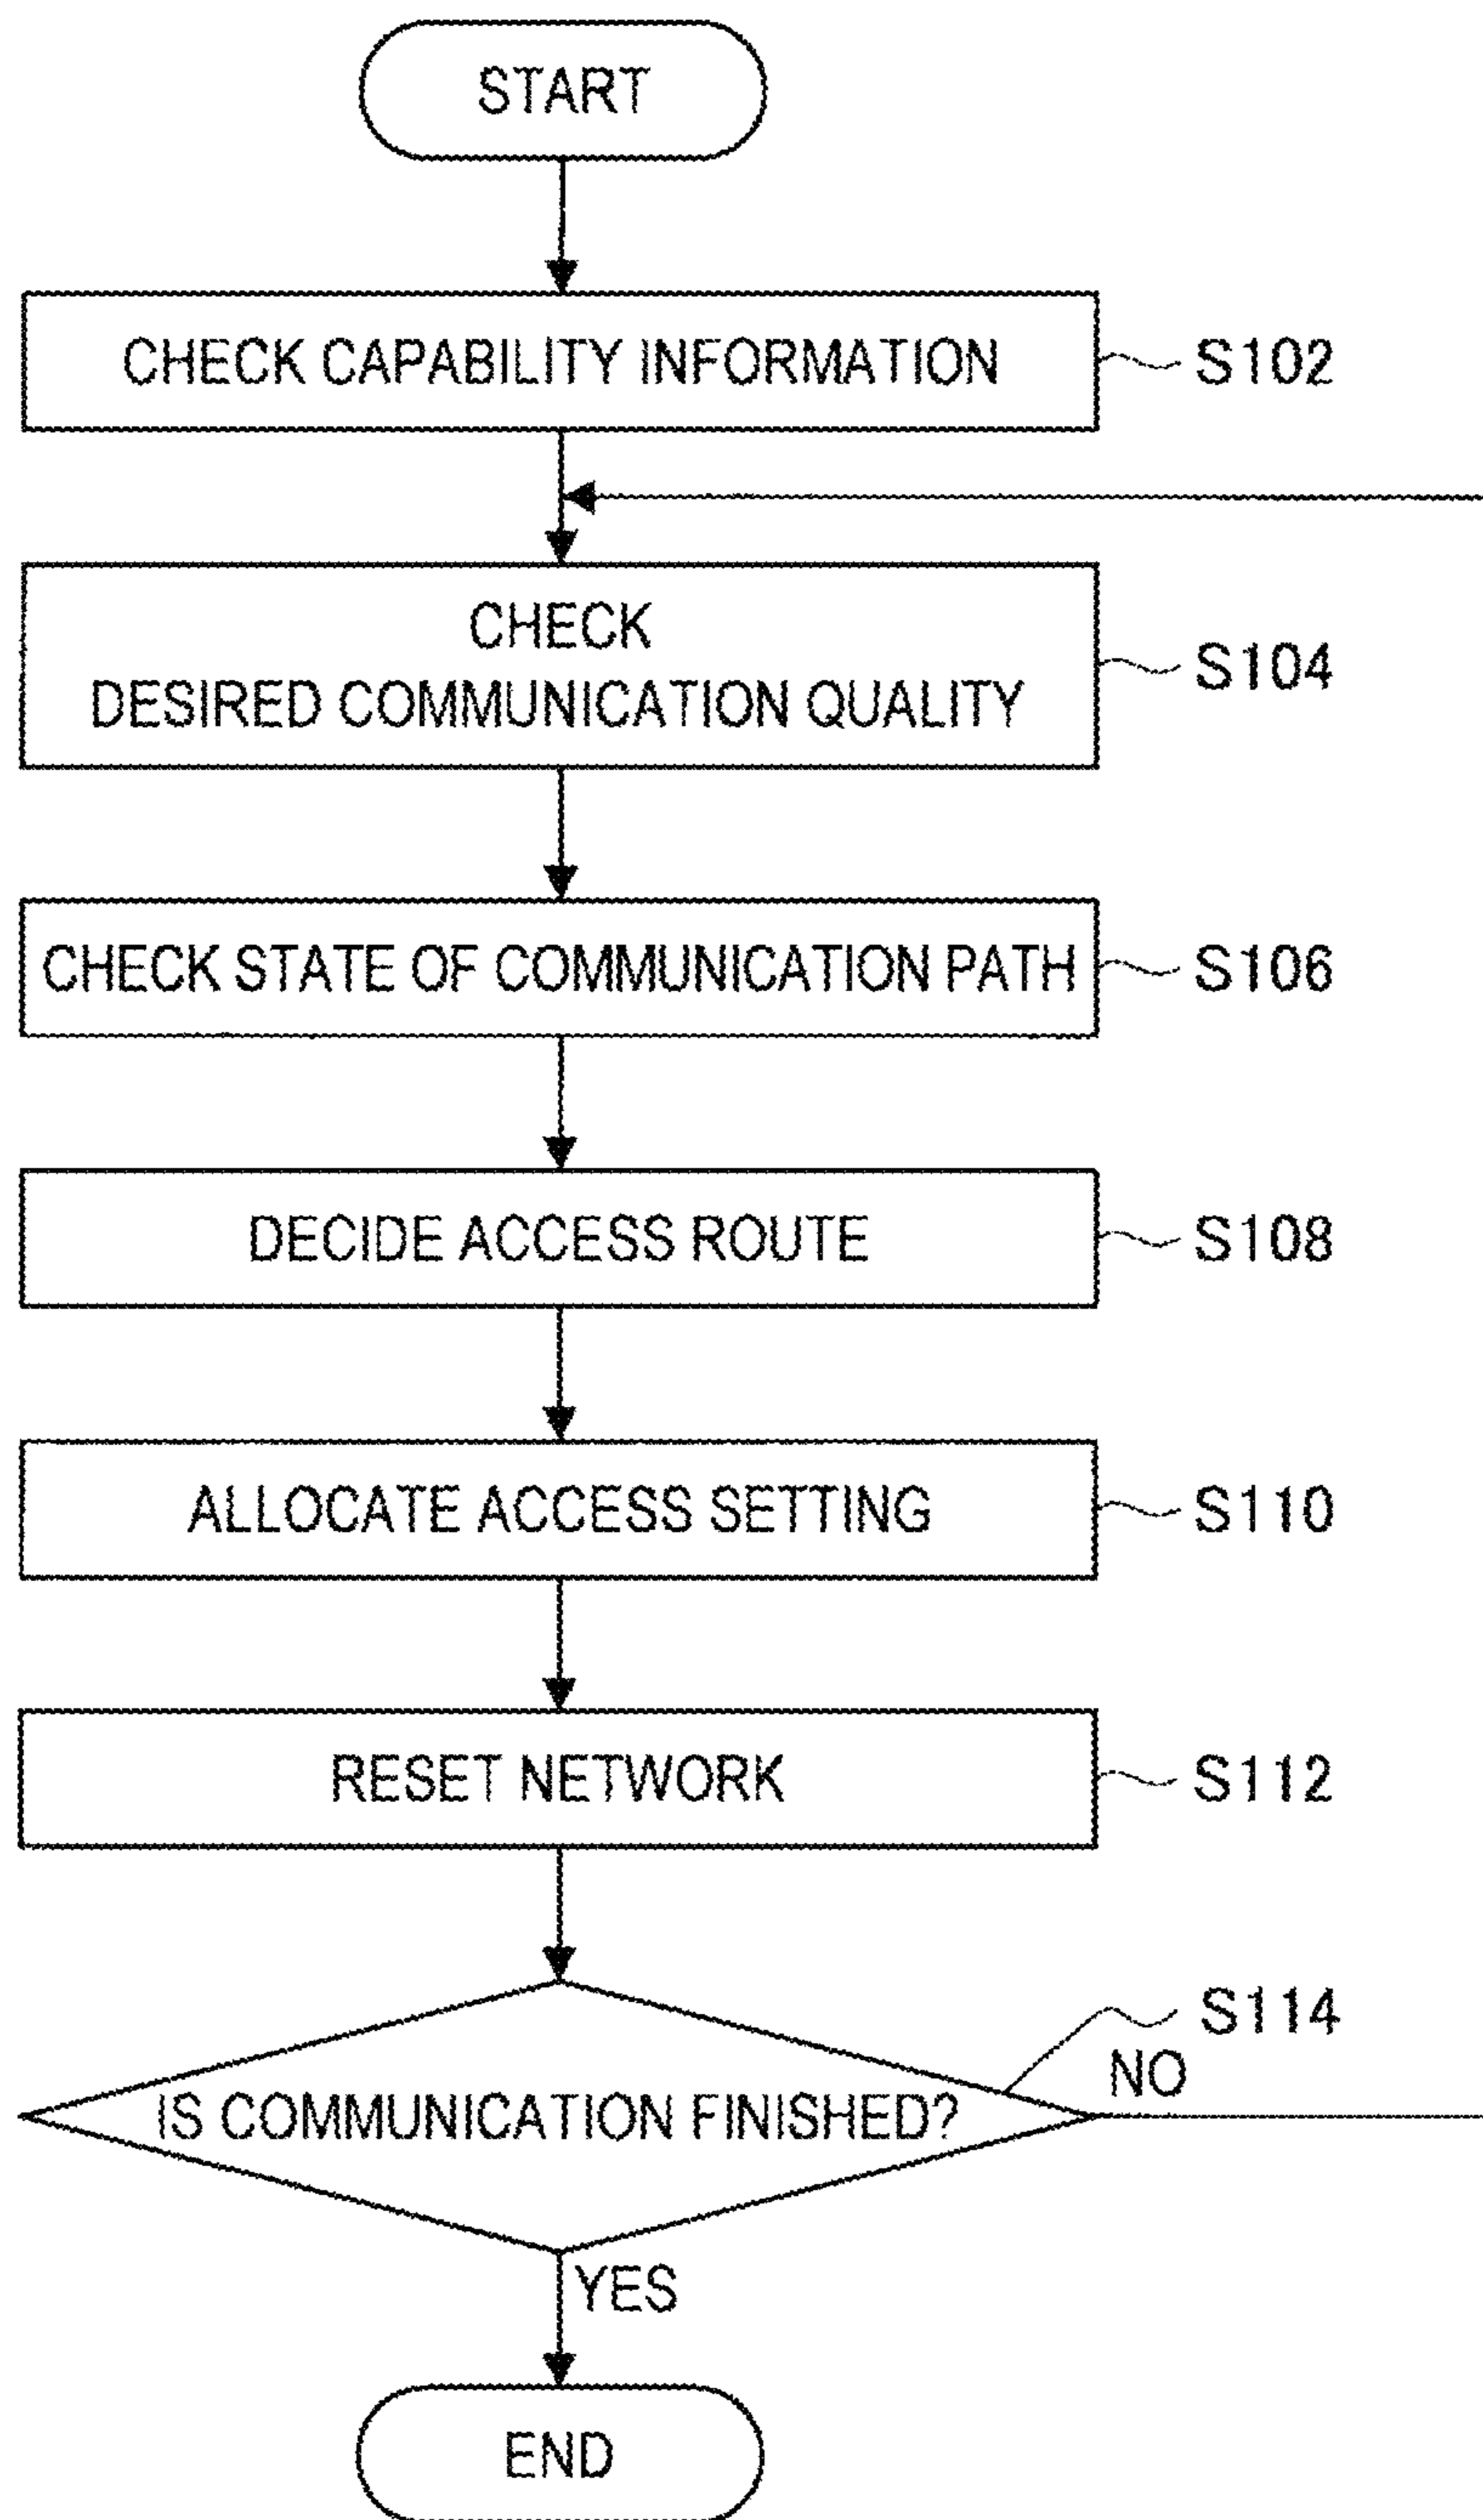 START
CHECK CAPABILITY INFORMATION
S102
CHECK
DESIRED COMMUNICATION QUALITY
S104
CHECK STATE OF COMMUNICATION PATH
S106
DECIDE ACCESS ROUTE
S108
ALLOCATE ACCESS SETTING
S110
RESET NETWORK
S112
S114
NO
IS COMMUNICATION FINISHED?
YES
END